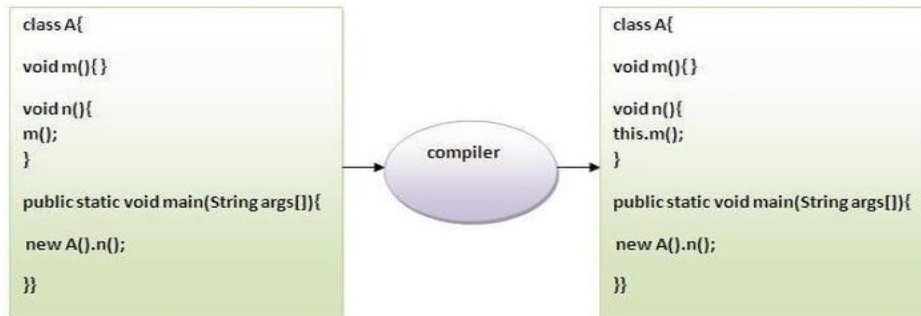 class A{
void m(){}
void n(){
m();
}
public static void main(String args[]){
new A().n();
}}
compiler
class A{
void m(){}
void n(){
this.m();
}
public static void main(String args[]){
new A().n();
}}